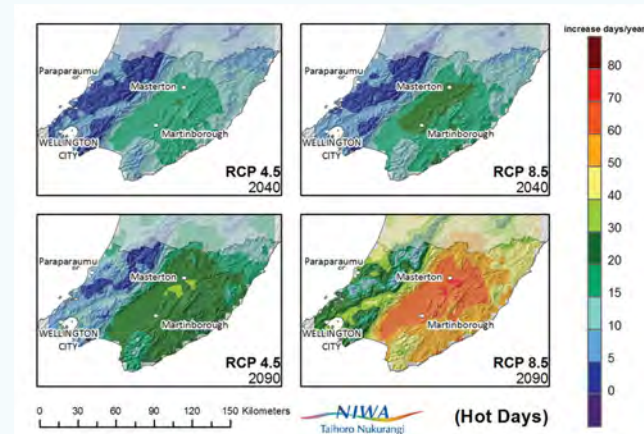 increase days/year
Paraparaumu
Masterton
Martinborough
WELLINGTON
CITY
RCP 4.5
2040
Paraparaumu
Masterton
Martinborough
WELLINGTON
CITY
RCP 8.5
2040
Paraparaumu
Masterton
Martinborough
WELLINGTON
CITY
RCP 4.5
2090
Paraparaumu
Masterton
Martinborough
WELLINGTON
CITY
RCP 8.5
2090
80
70
60
50
40
30
20
15
10
5
0
0 30 60 90 120 150 Kilometers
NIWA
Taihoro Nukurangi
(Hot Days)